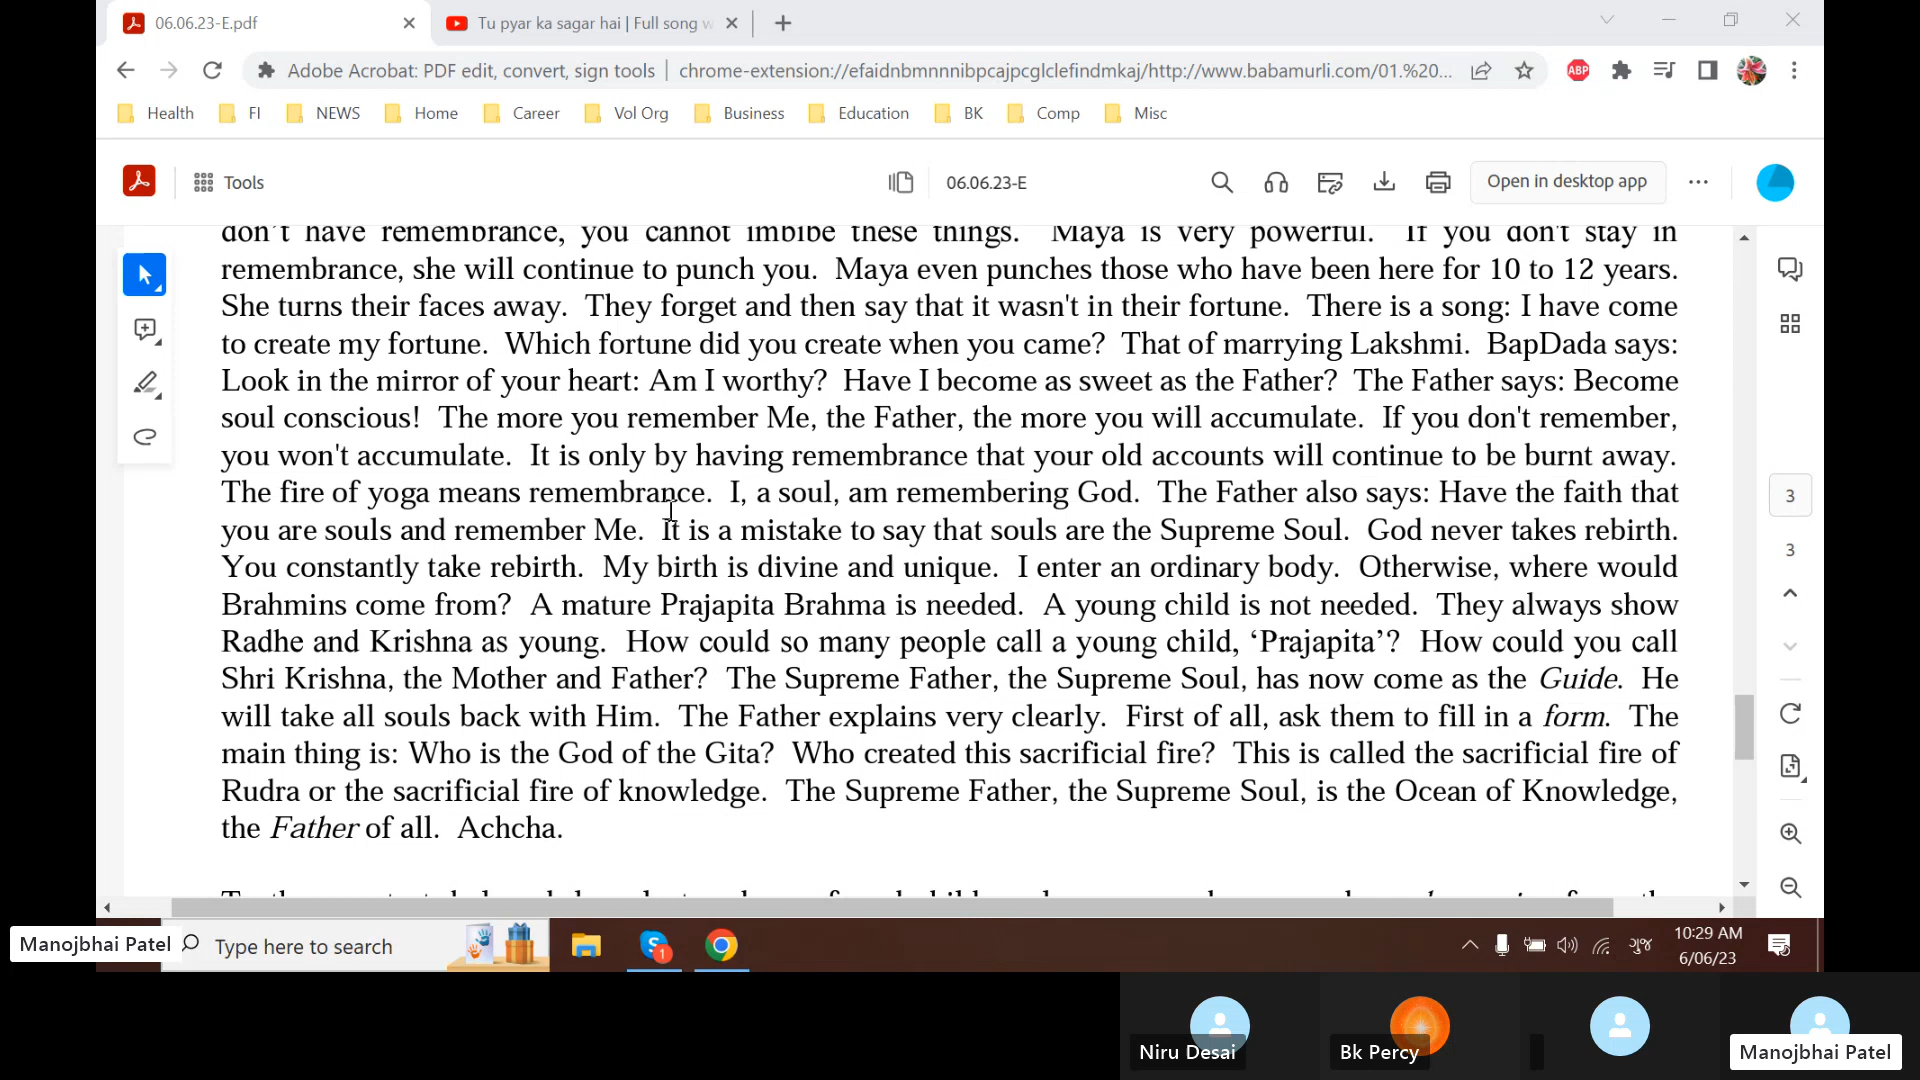 06.06.23-E.pdf
Tu pyar ka sagar hai | Full song w
Adobe Acrobat: PDF edit, convert, sign tools | chrome-extension://efaidnbmnnnibpcajpcglclefindmkaj/http://www.babamurli.com/01.%20...
ABP
Health FI NEWS Home Career Vol Org Business Education BK Comp Misc
Tools 06.06.23-E Open in desktop app
don't have remembrance, you cannot imbibe these things. Maya is very powerful. If you don't stay in
remembrance, she will continue to punch you. Maya even punches those who have been here for 10 to 12 years.
She turns their faces away. They forget and then say that it wasn't in their fortune. There is a song: I have come
to create my fortune. Which fortune did you create when you came? That of marrying Lakshmi. BapDada says:
Look in the mirror of your heart: Am I worthy? Have I become as sweet as the Father? The Father says: Become
soul conscious! The more you remember Me, the Father, the more you will accumulate. If you don't remember,
you won't accumulate. It is only by having remembrance that your old accounts will continue to be burnt away.
The fire of yoga means remembrance. I, a soul, am remembering God. The Father also says: Have the faith that
you are souls and remember Me. It is a mistake to say that souls are the Supreme Soul. God never takes rebirth.
You constantly take rebirth. My birth is divine and unique. I enter an ordinary body. Otherwise, where would
Brahmins come from? A mature Prajapita Brahma is needed. A young child is not needed. They always show
Radhe and Krishna as young. How could so many people call a young child, ‘Prajapita’? How could you call
Shri Krishna, the Mother and Father? The Supreme Father, the Supreme Soul, has now come as the Guide. He
will take all souls back with Him. The Father explains very clearly. First of all, ask them to fill in a form. The
main thing is: Who is the God of the Gita? Who created this sacrificial fire? This is called the sacrificial fire of
Rudra or the sacrificial fire of knowledge. The Supreme Father, the Supreme Soul, is the Ocean of Knowledge,
the Father of all. Achcha.
3
3
Manojbhai Patel
Type here to search
1
ગુજ
10:29 AM
6/06/23
Niru Desai
Bk Percy
Manojbhai Patel